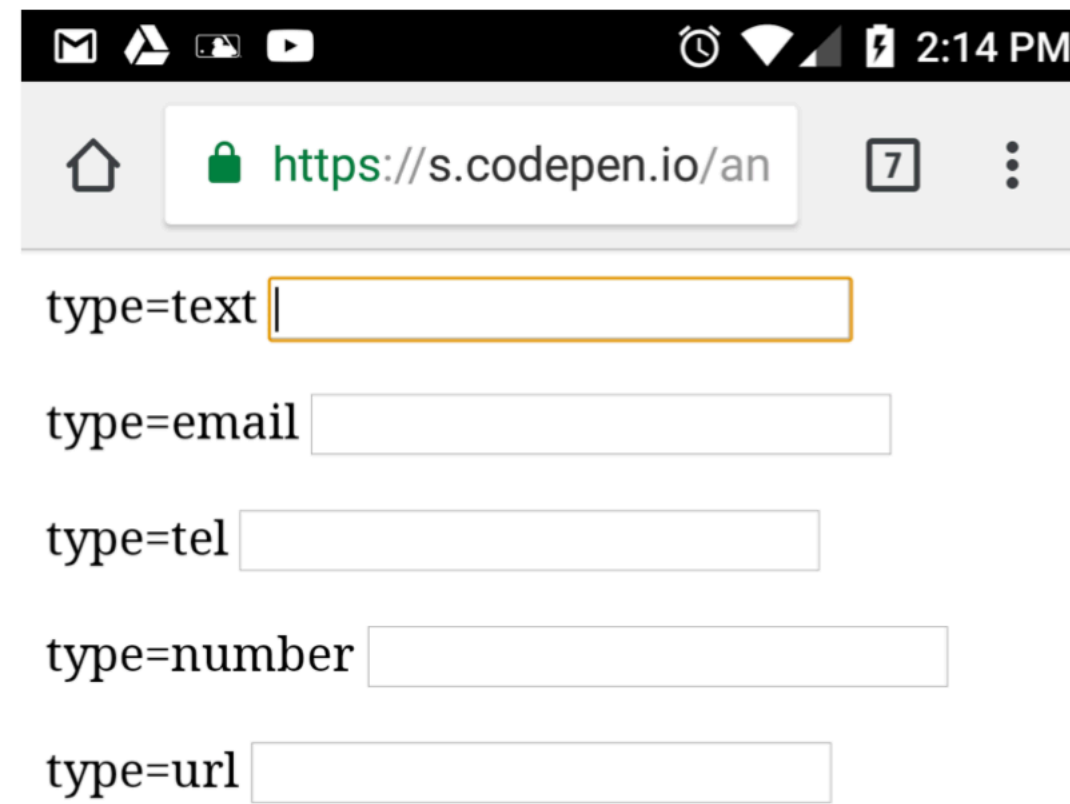 2:14 PM
https://s.codepen.io/an
7
type=text
type=email
type=tel
type=number
type=url